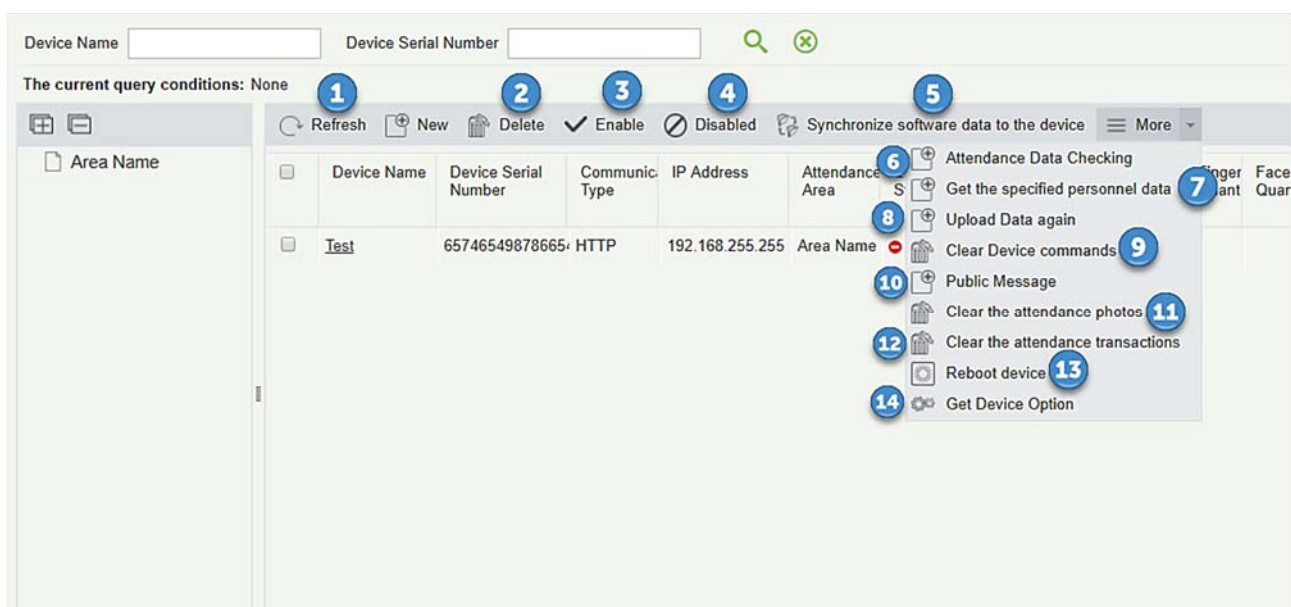 Device Name Device Serial Number
The current query conditions: None
1 2 3 4 5
Refresh New Delete Enable Disabled Synchronize software data to the device More
Area Name
Device Name Device Serial Number Communic Type IP Address Attendance Area
Test 65746549878665 HTTP 192.168.255.255 Area Name
6 Attendance Data Checking
Get the specified personnel data 7
8 Upload Data again
Clear Device commands 9
10 Public Message
Clear the attendance photos 11
12 Clear the attendance transactions
Reboot device 13
14 Get Device Option
Face Quar